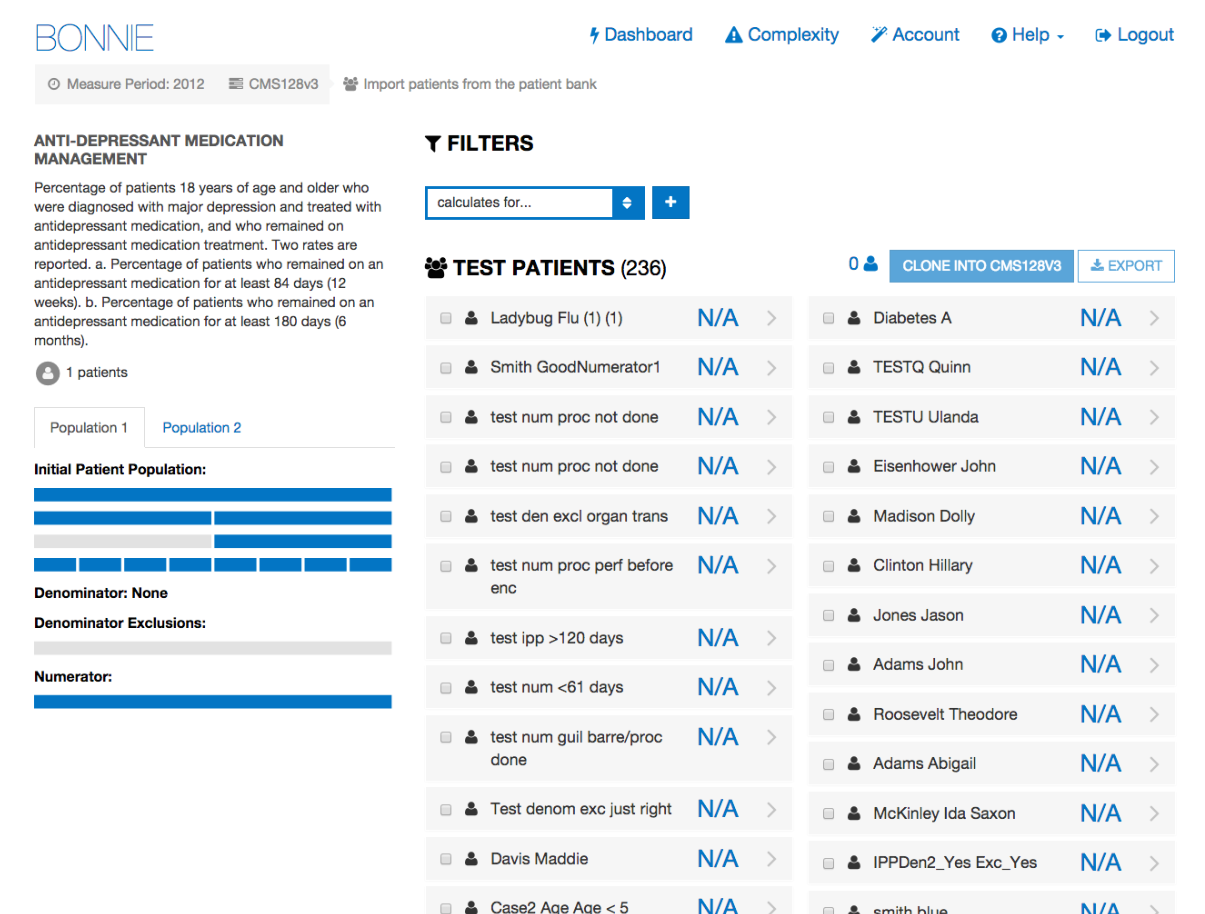 BONNIE
Dashboard
Complexity
Account
Help
Logout
Measure Period: 2012
CMS128v3
Import patients from the patient bank
ANTI-DEPRESSANT MEDICATION
MANAGEMENT
Percentage of patients 18 years of age and older who
were diagnosed with major depression and treated with
antidepressant medication, and who remained on
antidepressant medication treatment. Two rates are
reported. a. Percentage of patients who remained on an
antidepressant medication for at least 84 days (12
weeks). b. Percentage of patients who remained on an
antidepressant medication for at least 180 days (6
months).
1 patients
Population 1
Population 2
Initial Patient Population:
Denominator: None
Denominator Exclusions:
Numerator:
FILTERS
calculates for...
+
TEST PATIENTS (236)
0
CLONE INTO CMS128V3
EXPORT
Ladybug Flu (1) (1) N/A
Smith GoodNumerator1 N/A
test num proc not done N/A
test num proc not done N/A
test den excl organ trans N/A
test num proc perf before N/A
enc
test ipp >120 days N/A
test num <61 days N/A
test num guil barre/proc N/A
done
Test denom exc just right N/A
Davis Maddie N/A
Case2 Age Age < 5 N/A
Diabetes A N/A
TESTQ Quinn N/A
TESTU Ulanda N/A
Eisenhower John N/A
Madison Dolly N/A
Clinton Hillary N/A
Jones Jason N/A
Adams John N/A
Roosevelt Theodore N/A
Adams Abigail N/A
McKinley Ida Saxon N/A
IPPDen2_Yes Exc_Yes N/A
smith blue N/A